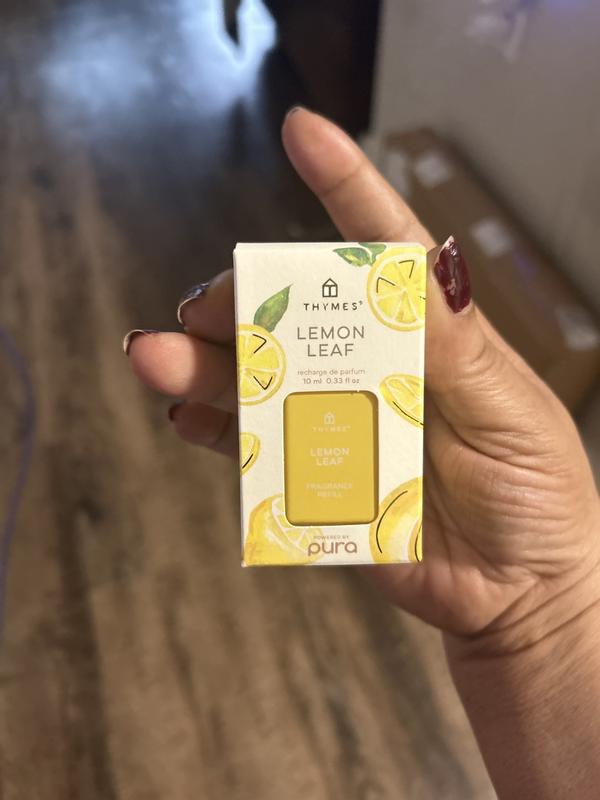 THYMES®
LEMON
LEAF
recharge de parfum
10 ml 0.33 fl oz
THYMES®
LEMON
LEAF
FRAGRANCE
REFILL
POWERED BY
pura